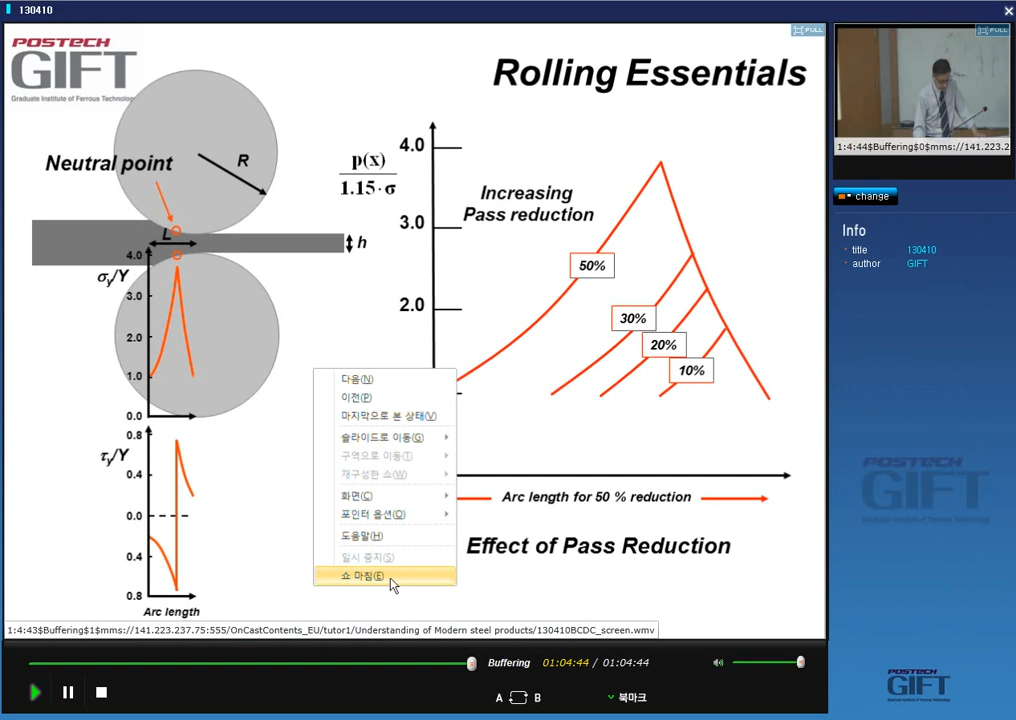 130410
FULL
FULL
POSTECH
GIFT
Graduate Institute of Ferrous Technology
Rolling Essentials
Neutral point
R
L
h
p(x)
1.15·σ
4.0
3.0
2.0
Increasing
Pass reduction
50%
30%
20%
10%
σy/Y
4.0
3.0
2.0
1.0
0.0
τy/Y
0.8
0.4
0.0
0.4
0.8
Arc length
다음(N)
이전(P)
마지막으로 본 상태(V)
슬라이드로 이동(G)
구역으로 이동(T)
재구성한 쇼(W)
화면(C)
포인터 옵션(O)
도움말(H)
일시 중지(S)
쇼 마침(E)
Arc length for 50 % reduction
Effect of Pass Reduction
1:4:43$Buffering$1$mms://141.223.237.75:555/OnCastContents_EU/tutor1/Understanding of Modern steel products/130410BCDC_screen.wmv
Buffering
01:04:44 / 01:04:44
A
B
북마크
1:4:44$Buffering$0$mms://141.223.2
change
Info
title 130410
author GIFT
POSTECH
GIFT
POSTECH
GIFT